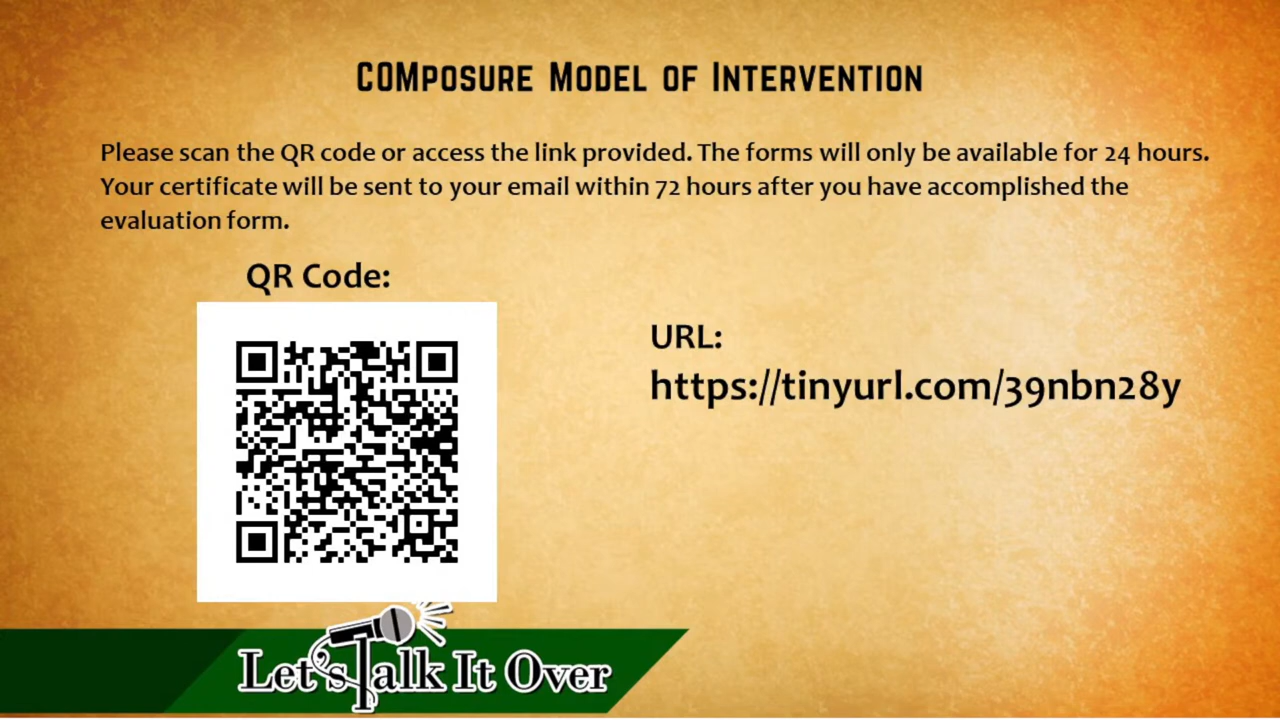 COMposure Model of Intervention
Please scan the QR code or access the link provided. The forms will only be available for 24 hours.
Your certificate will be sent to your email within 72 hours after you have accomplished the
evaluation form.
QR Code:
URL:
https://tinyurl.com/39nbn28y
Let's Talk It Over